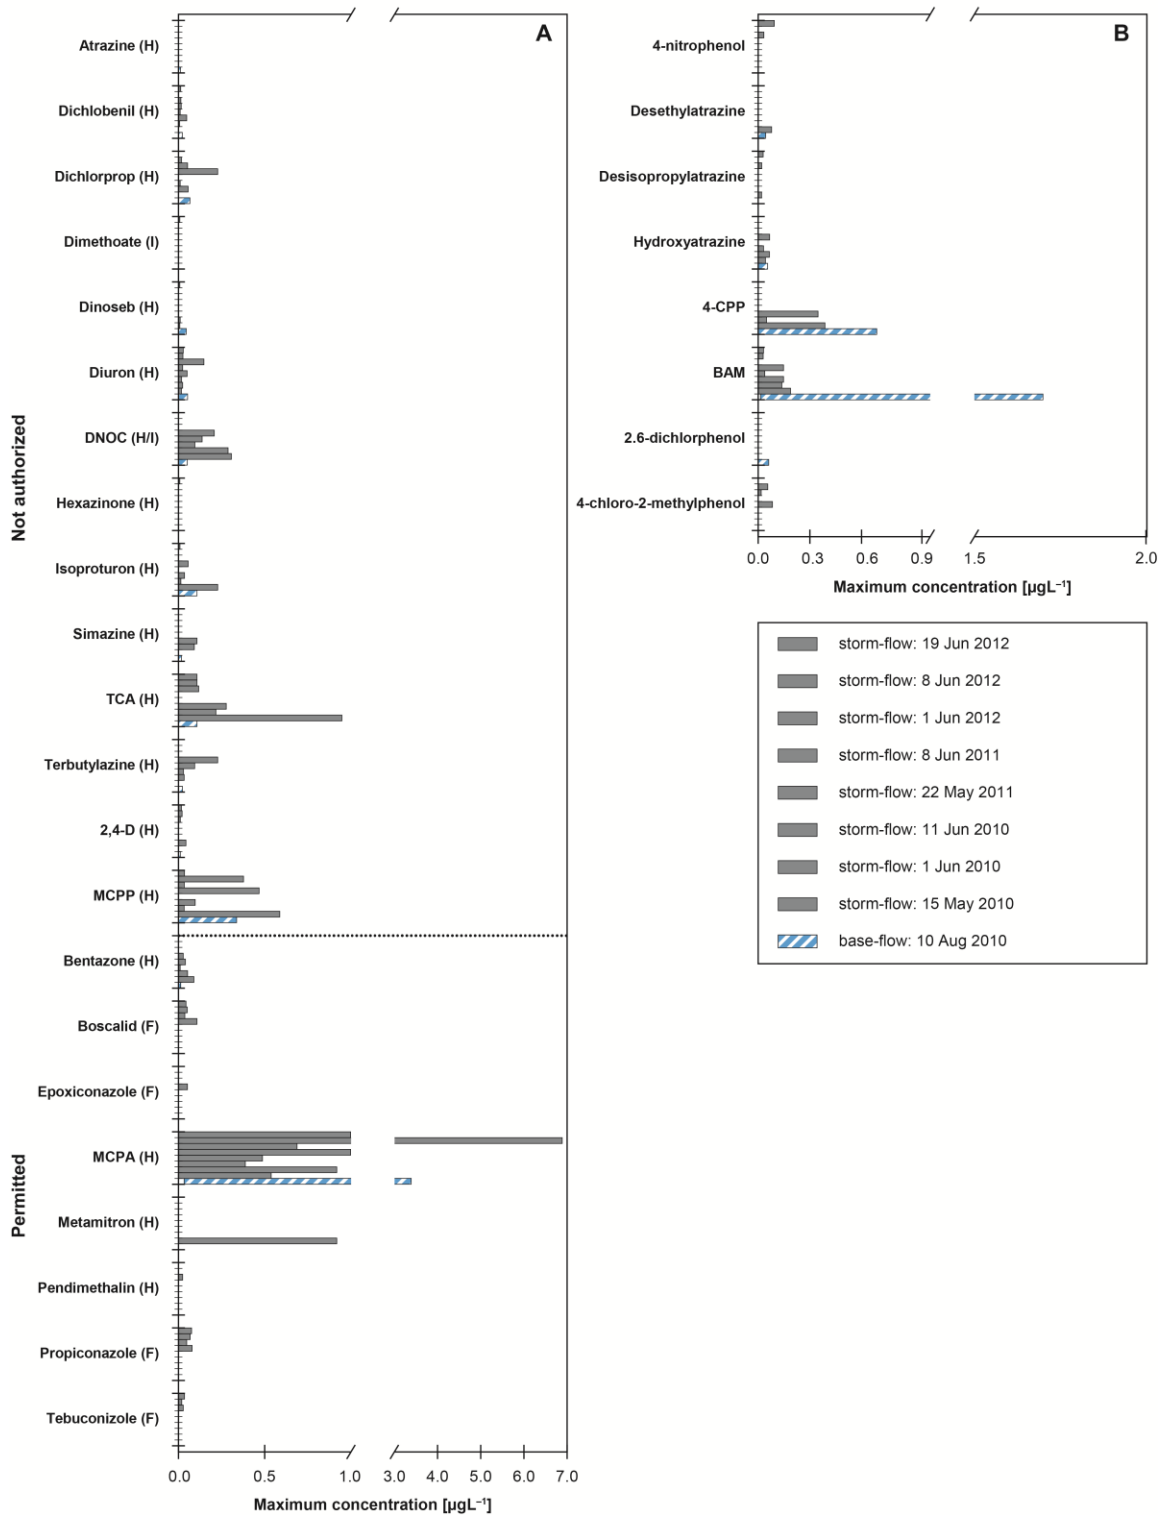 A
Not authorized
Atrazine (H)
Dichlobenil (H)
Dichlorprop (H)
Dimethoate (I)
Dinoseb (H)
Diuron (H)
DNOC (H/I)
Hexazinone (H)
Isoproturon (H)
Simazine (H)
TCA (H)
Terbutylazine (H)
2,4-D (H)
MCPP (H)
Permitted
Bentazone (H)
Boscalid (F)
Epoxiconazole (F)
MCPA (H)
Metamitron (H)
Pendimethalin (H)
Propiconazole (F)
Tebuconizole (F)
0.0 0.5 1.0 3.0 4.0 5.0 6.0 7.0
Maximum concentration [µgL⁻¹]
B
4-nitrophenol
Desethylatrazine
Desisopropylatrazine
Hydroxyatrazine
4-CPP
BAM
2.6-dichlorphenol
4-chloro-2-methylphenol
0.0 0.3 0.6 0.9 1.5 2.0
Maximum concentration [µgL⁻¹]
storm-flow: 19 Jun 2012
storm-flow: 8 Jun 2012
storm-flow: 1 Jun 2012
storm-flow: 8 Jun 2011
storm-flow: 22 May 2011
storm-flow: 11 Jun 2010
storm-flow: 1 Jun 2010
storm-flow: 15 May 2010
base-flow: 10 Aug 2010